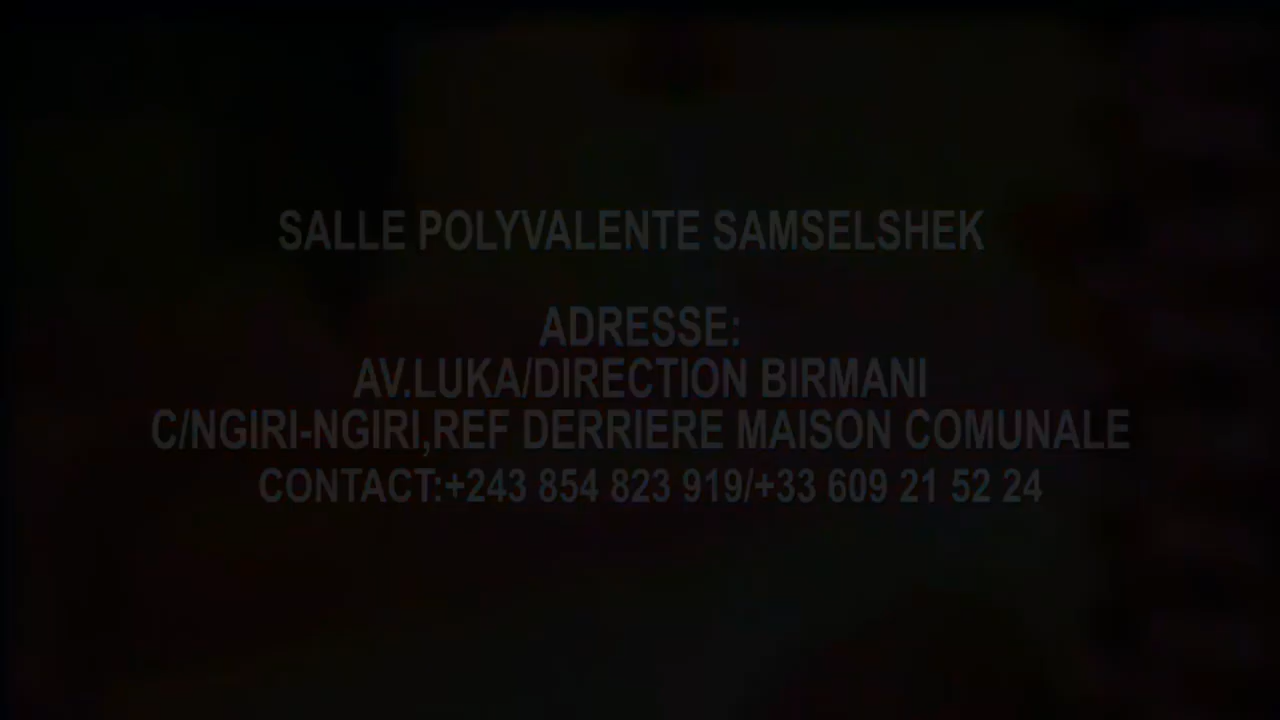 SALLE POLYVALENTE SAMSELSHEK
ADRESSE:
AV.LUKA/DIRECTION BIRMANI
C/NGIRI-NGIRI,REF DERRIERE MAISON COMUNALE
CONTACT:+243 854 823 919/+33 609 21 52 24